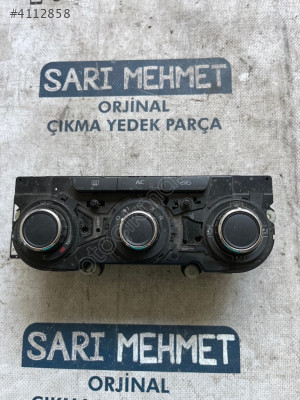 #4112858
SARI MEHMET
ORJİNAL
ÇIKMA YEDEK PARÇA
AC
SARI MEHMET
ORJİNAL